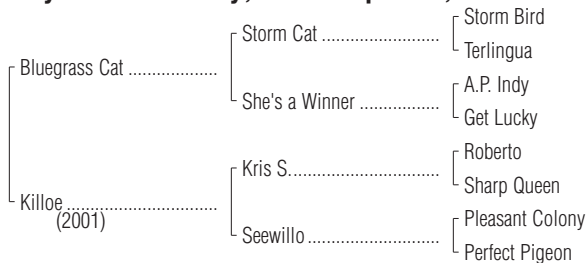 Storm Bird
Storm Cat ........................
Terlingua
Bluegrass Cat ..................
A.P. Indy
She's a Winner ................
Get Lucky
Roberto
Kris S.............................
Sharp Queen
Killoe ..............................
(2001)
Pleasant Colony
Seewillo ..........................
Perfect Pigeon